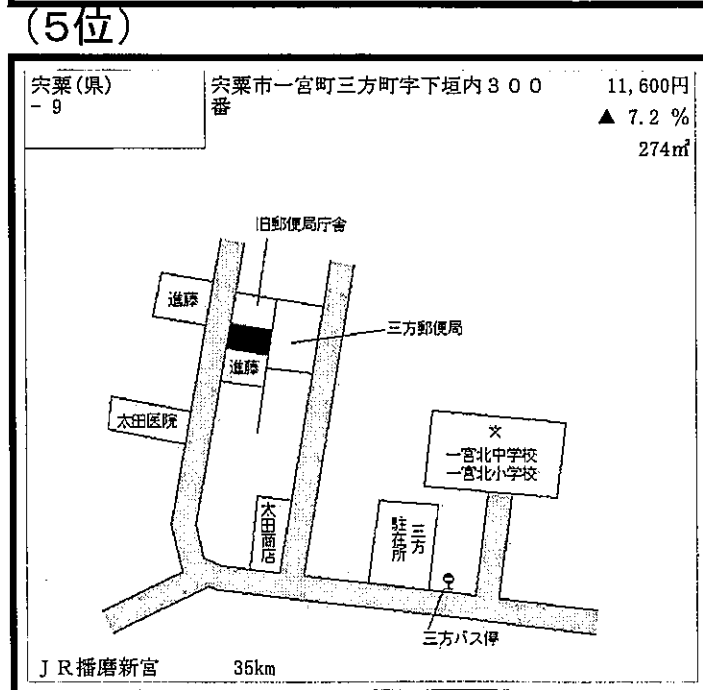 (5位)
宍粟(県)
- 9
宍粟市一宮町三方町字下垣内300
番
11,600円
▲ 7.2 %
274㎡
旧郵便局庁舎
進藤
三方郵便局
進藤
太田医院
一宮北中学校
一宮北小学校
太田商店
三方
駐在所
三方バス停
JR播磨新宮 35km